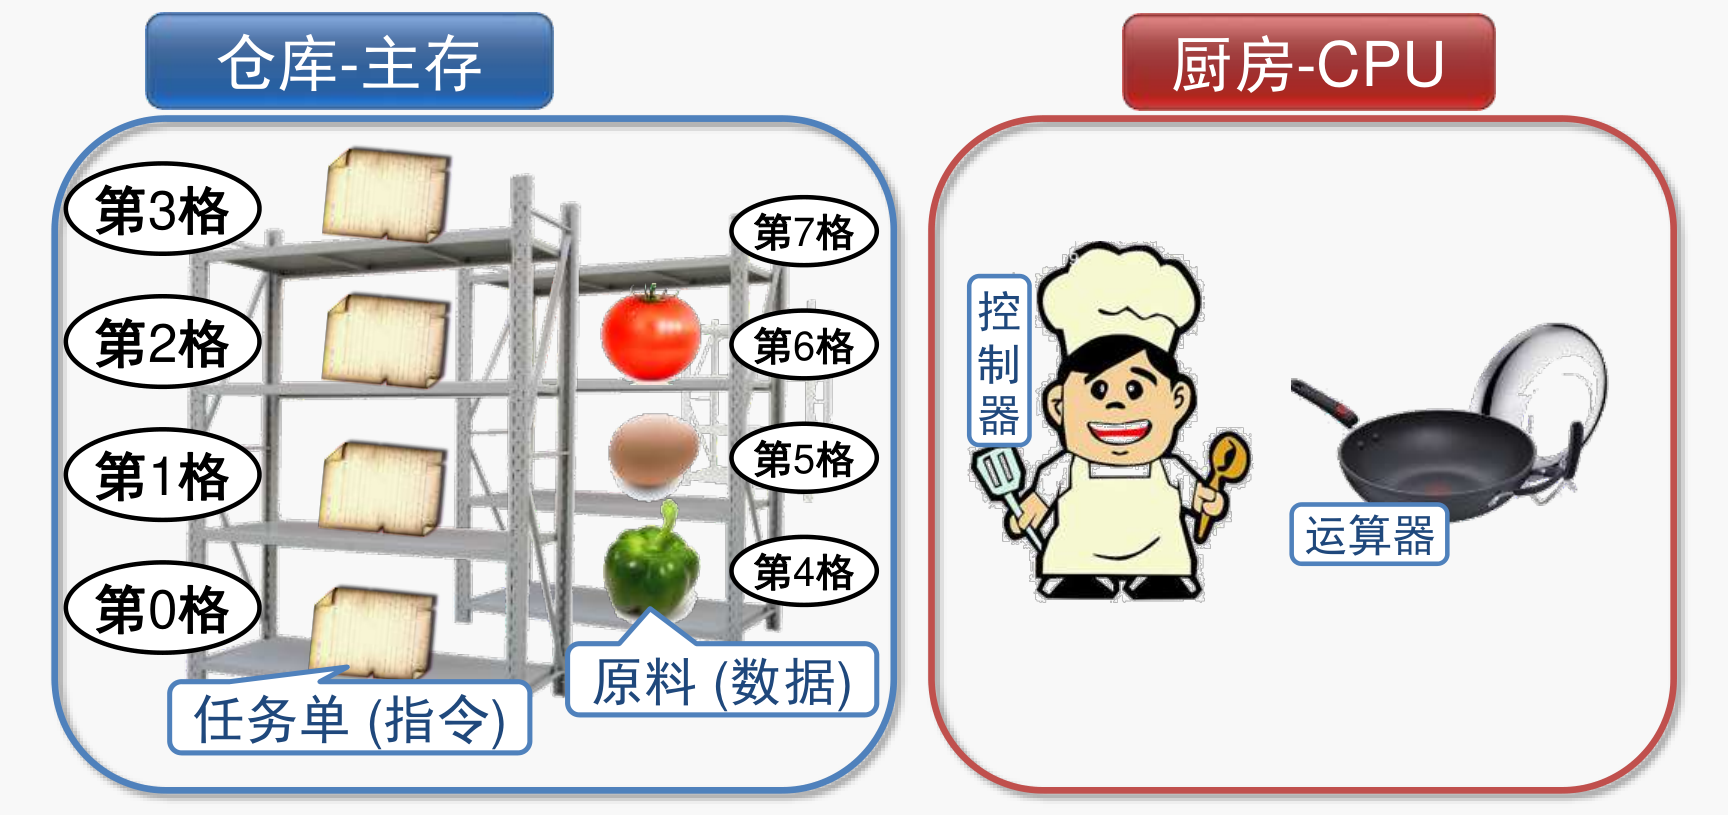 仓库-主存
厨房-CPU
第3格
第2格
第1格
第0格
第7格
第6格
第5格
第4格
任务单 (指令)
原料 (数据)
控
制
器
运算器